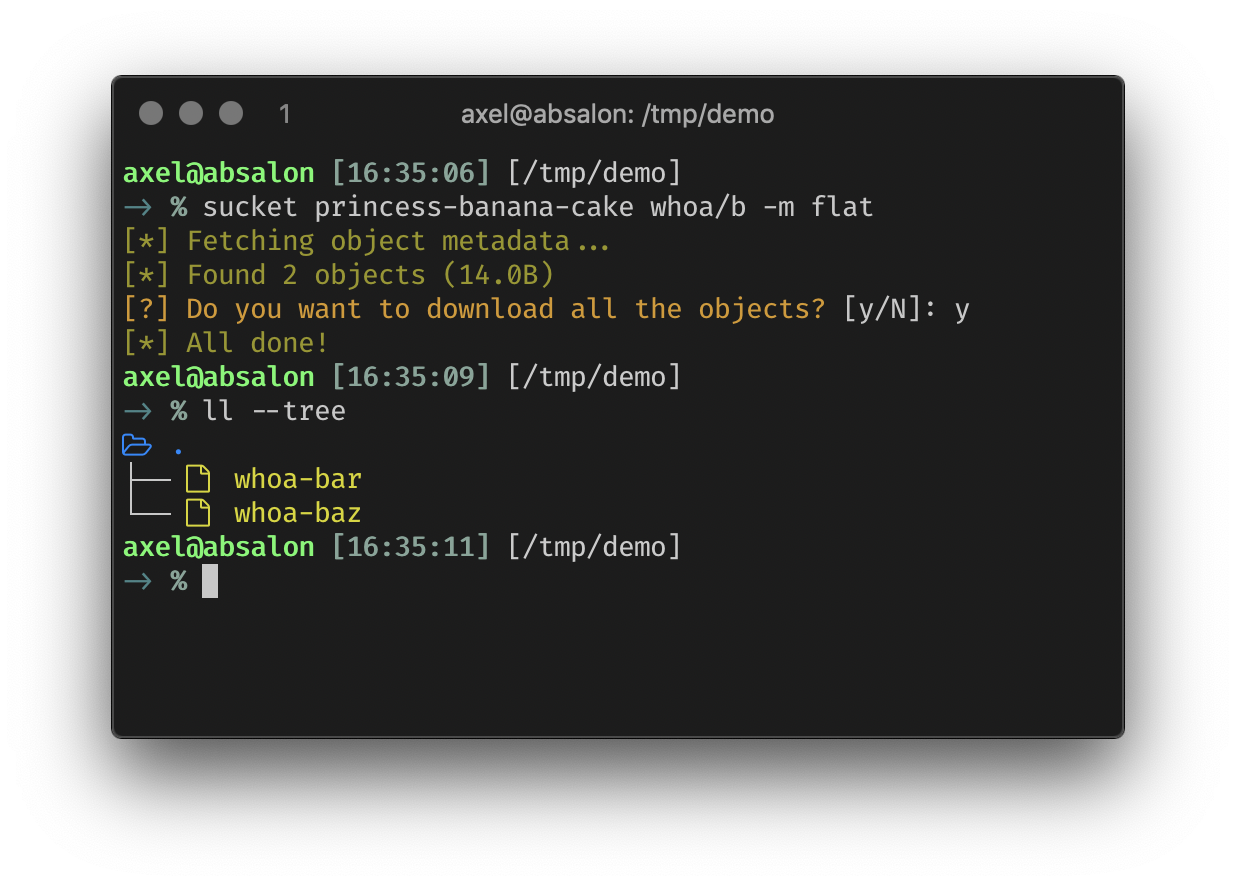 1 axel@absalon: /tmp/demo
axel@absalon [16:35:06] [/tmp/demo]
→ % sucket princess-banana-cake whoa/b -m flat
[*] Fetching object metadata...
[*] Found 2 objects (14.0B)
[?] Do you want to download all the objects? [y/N]: y
[*] All done!
axel@absalon [16:35:09] [/tmp/demo]
→ % ll --tree
.
├── whoa-bar
└── whoa-baz
axel@absalon [16:35:11] [/tmp/demo]
→ %